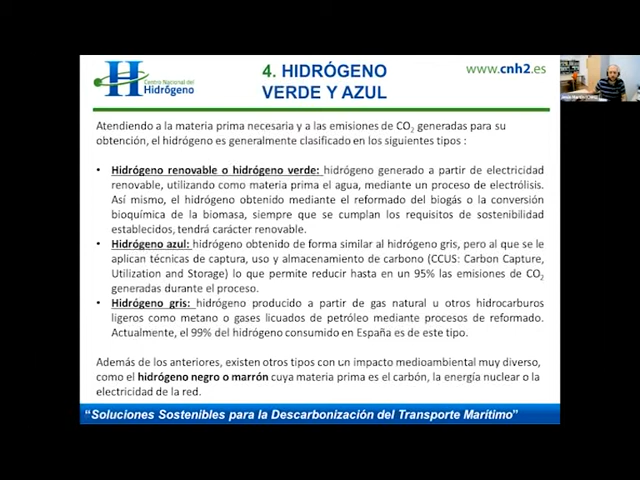 Centro Nacional del
Hidrógeno
4. HIDRÓGENO
VERDE Y AZUL
www.cnh2.es
Atendiendo a la materia prima necesaria y a las emisiones de CO2 generadas para su
obtención, el hidrógeno es generalmente clasificado en los siguientes tipos :
• Hidrógeno renovable o hidrógeno verde: hidrógeno generado a partir de electricidad
renovable, utilizando como materia prima el agua, mediante un proceso de electrólisis.
Así mismo, el hidrógeno obtenido mediante el reformado del biogás o la conversión
bioquímica de la biomasa, siempre que se cumplan los requisitos de sostenibilidad
establecidos, tendrá carácter renovable.
• Hidrógeno azul: hidrógeno obtenido de forma similar al hidrógeno gris, pero al que se le
aplican técnicas de captura, uso y almacenamiento de carbono (CCUS: Carbon Capture,
Utilization and Storage) lo que permite reducir hasta en un 95% las emisiones de CO2
generadas durante el proceso.
• Hidrógeno gris: hidrógeno producido a partir de gas natural u otros hidrocarburos
ligeros como metano o gases licuados de petróleo mediante procesos de reformado.
Actualmente, el 99% del hidrógeno consumido en España es de este tipo.
Además de los anteriores, existen otros tipos con un impacto medioambiental muy diverso,
como el hidrógeno negro o marrón cuya materia prima es el carbón, la energía nuclear o la
electricidad de la red.
“Soluciones Sostenibles para la Descarbonización del Transporte Marítimo”